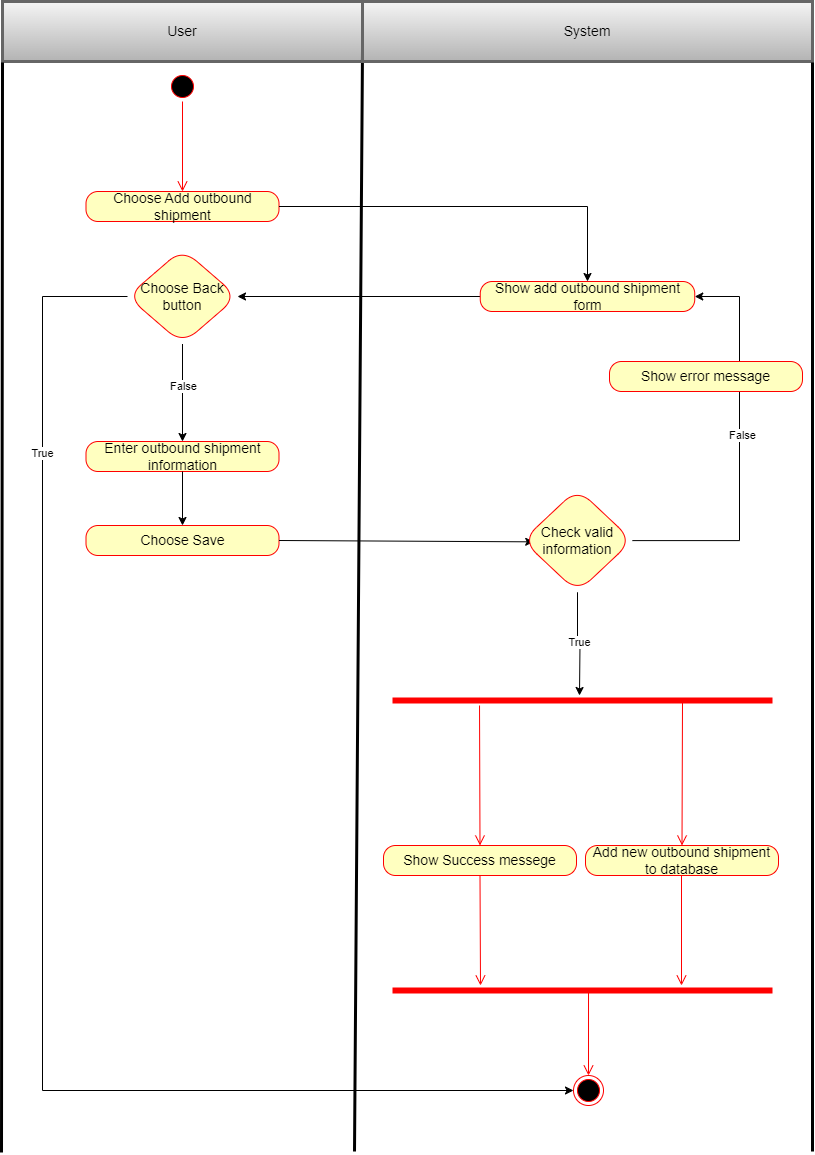 User
System
Choose Add outbound
shipment
Choose Back
button
Show add outbound shipment
form
Show error message
False
False
True
Enter outbound shipment
information
Choose Save
Check valid
information
True
Show Success messege
Add new outbound shipment
to database